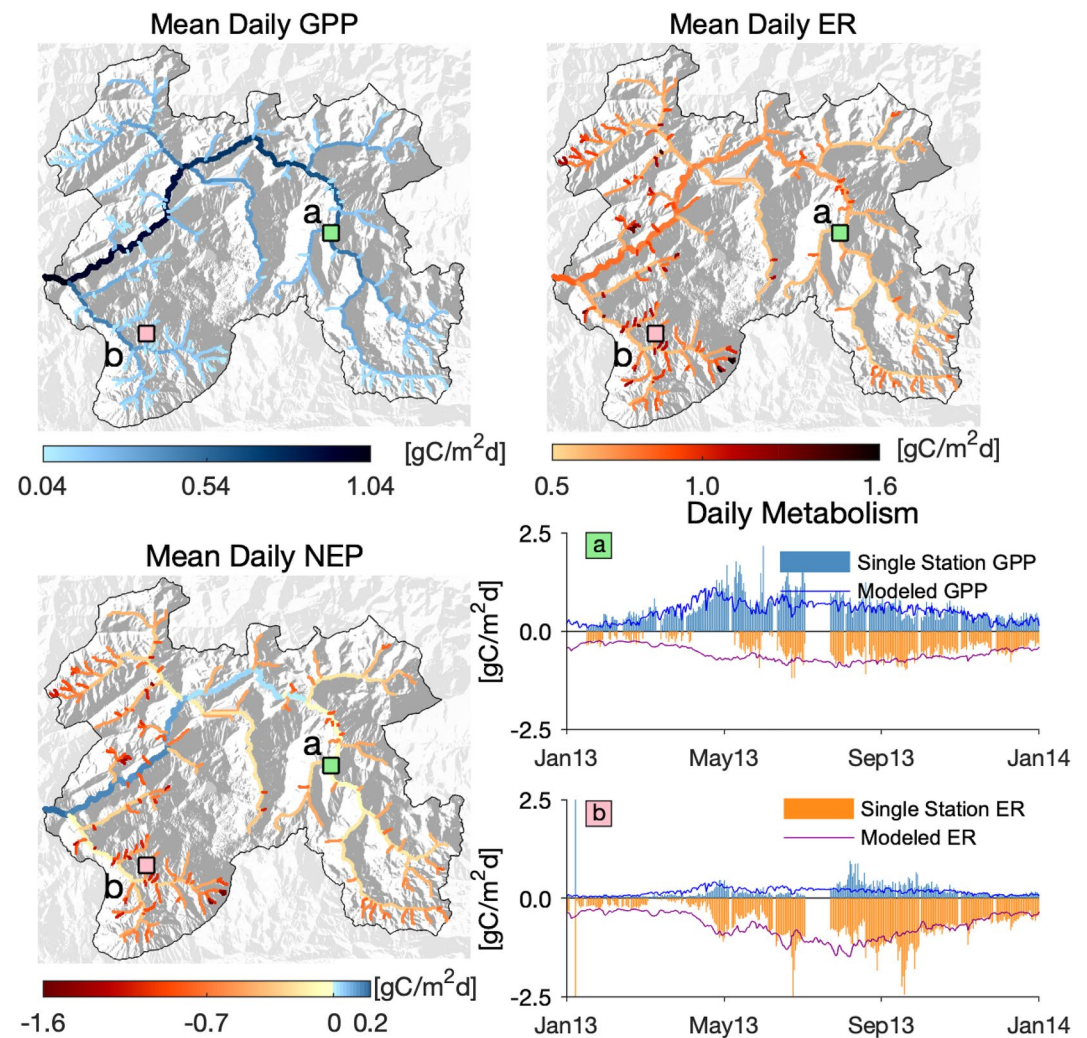 Mean Daily GPP
a
b
[gC/m2d]
0.04 0.54 1.04
Mean Daily ER
a
b
[gC/m2d]
0.5 1.0 1.6
Mean Daily NEP
a
b
[gC/m2d]
-1.6 -0.7 0 0.2
Daily Metabolism
a
Single Station GPP
Modeled GPP
[gC/m2d]
2.5
0.0
-2.5
Jan13 May13 Sep13 Jan14
b
Single Station ER
Modeled ER
[gC/m2d]
2.5
0.0
-2.5
Jan13 May13 Sep13 Jan14